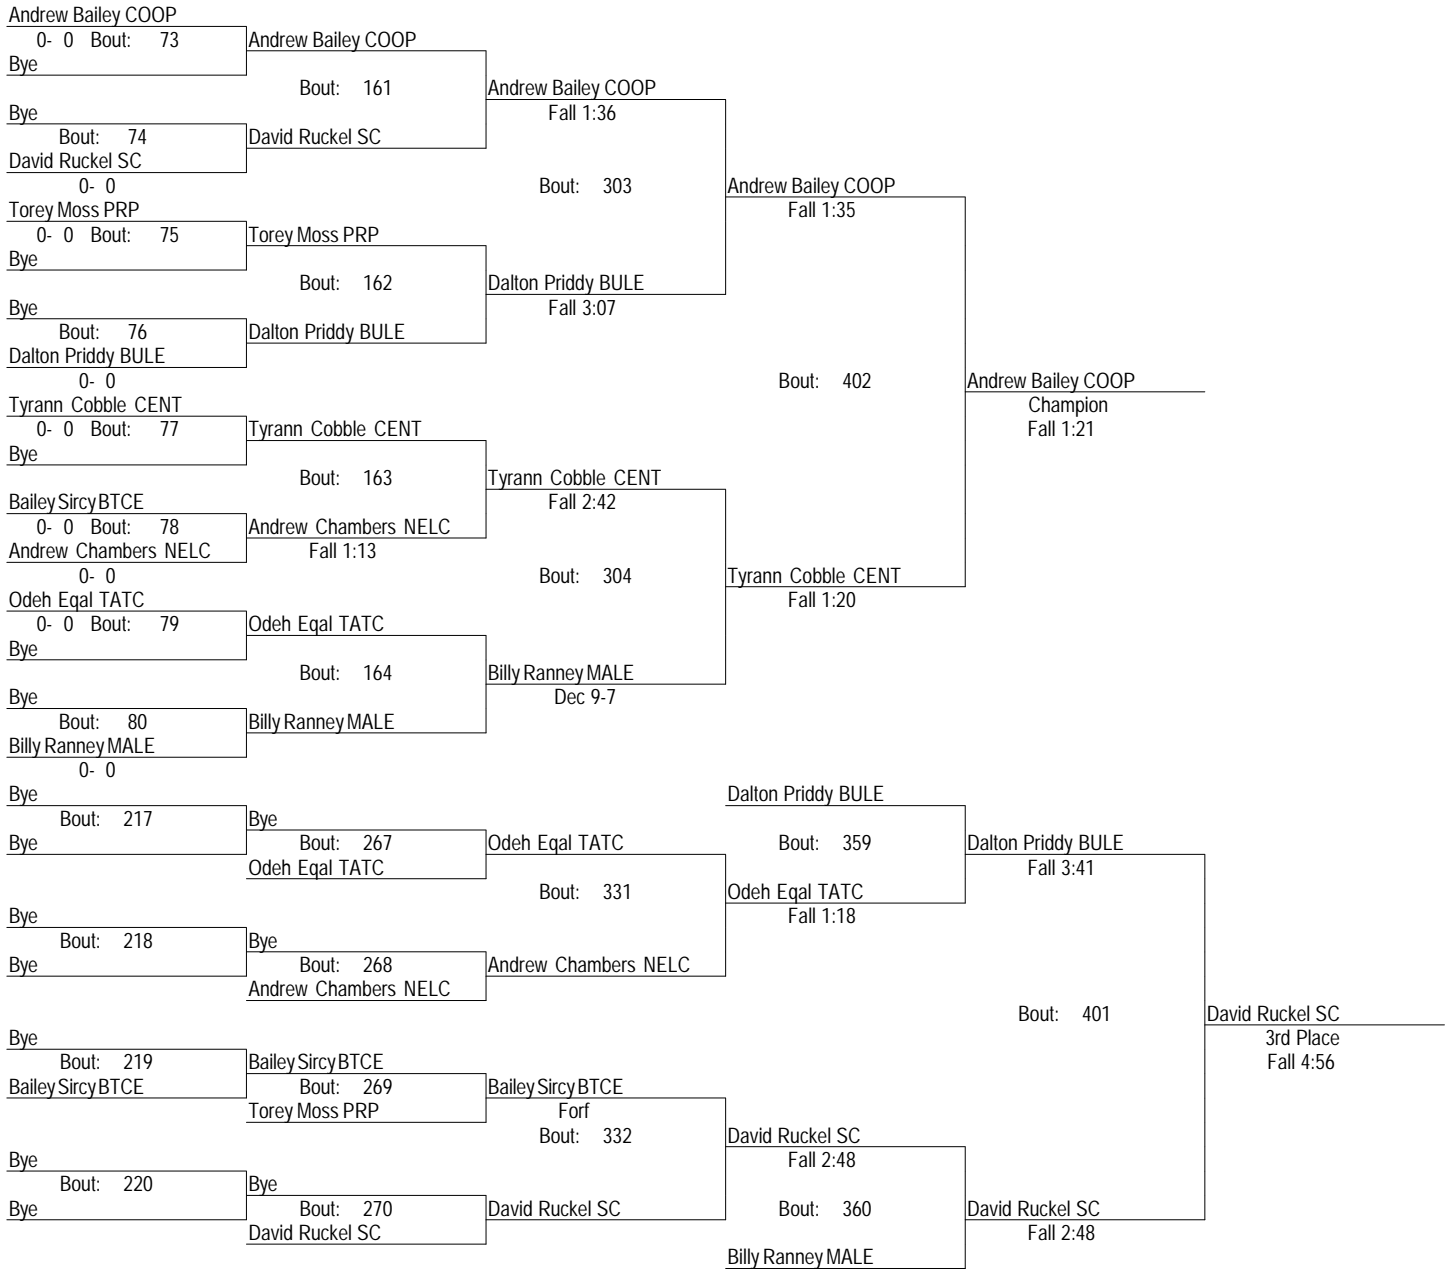 Andrew Bailey COOP
0- 0 Bout: 73 Andrew Bailey COOP
Bye
Bout: 161 Andrew Bailey COOP
Bye Fall 1:36
Bout: 74 David Ruckel SC
David Ruckel SC
0- 0 Bout: 303 Andrew Bailey COOP
Torey Moss PRP Fall 1:35
0- 0 Bout: 75 Torey Moss PRP
Bye
Bout: 162 Dalton Priddy BULE
Bye Fall 3:07
Bout: 76 Dalton Priddy BULE
Dalton Priddy BULE
0- 0 Bout: 402 Andrew Bailey COOP
Tyrann Cobble CENT Champion
0- 0 Bout: 77 Tyrann Cobble CENT Fall 1:21
Bye
Bout: 163 Tyrann Cobble CENT
Bailey Sircy BTCE Fall 2:42
0- 0 Bout: 78 Andrew Chambers NELC
Andrew Chambers NELC Fall 1:13
0- 0 Bout: 304 Tyrann Cobble CENT
Odeh Eqal TATC Fall 1:20
0- 0 Bout: 79 Odeh Eqal TATC
Bye
Bout: 164 Billy Ranney MALE
Bye Dec 9-7
Bout: 80 Billy Ranney MALE
Billy Ranney MALE
0- 0
Bye Dalton Priddy BULE
Bout: 217 Bye
Bye Bout: 267 Odeh Eqal TATC Bout: 359 Dalton Priddy BULE
Odeh Eqal TATC Fall 3:41
Bout: 331 Odeh Eqal TATC
Bye Fall 1:18
Bout: 218 Bye
Bye Bout: 268 Andrew Chambers NELC
Andrew Chambers NELC
Bout: 401 David Ruckel SC
Bye 3rd Place
Bout: 219 Bailey Sircy BTCE Fall 4:56
Bailey Sircy BTCE Bout: 269 Bailey Sircy BTCE
Torey Moss PRP Forf
Bout: 332 David Ruckel SC
Bye Fall 2:48
Bout: 220 Bye
Bye Bout: 270 David Ruckel SC Bout: 360 David Ruckel SC
David Ruckel SC Fall 2:48
Billy Ranney MALE